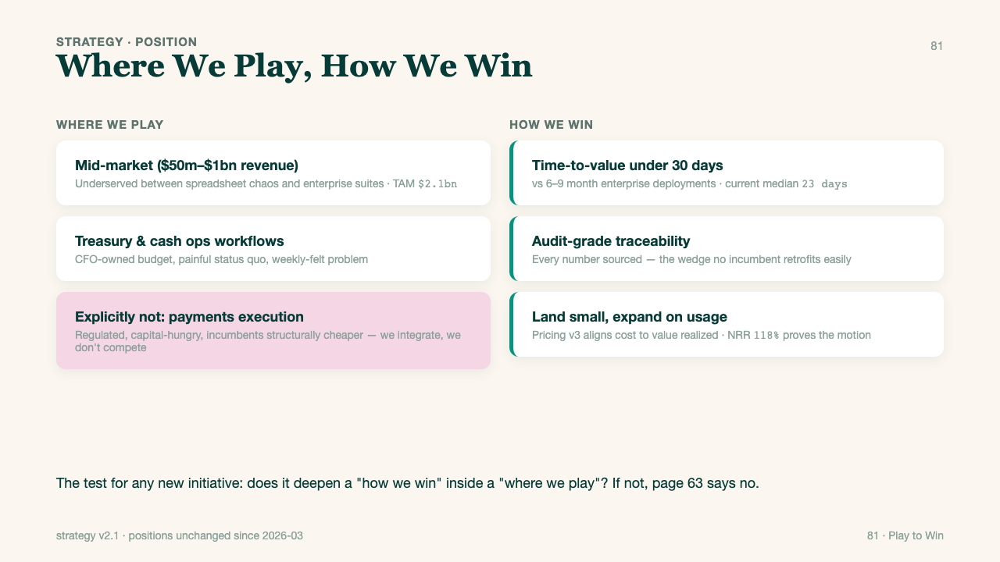 STRATEGY · POSITION
81
Where We Play, How We Win
WHERE WE PLAY
Mid-market ($50m–$1bn revenue)
Underserved between spreadsheet chaos and enterprise suites · TAM $2.1bn
Treasury & cash ops workflows
CFO-owned budget, painful status quo, weekly-felt problem
Explicitly not: payments execution
Regulated, capital-hungry, incumbents structurally cheaper — we integrate, we
don't compete
HOW WE WIN
Time-to-value under 30 days
vs 6–9 month enterprise deployments · current median 23 days
Audit-grade traceability
Every number sourced — the wedge no incumbent retrofits easily
Land small, expand on usage
Pricing v3 aligns cost to value realized · NRR 118% proves the motion
The test for any new initiative: does it deepen a "how we win" inside a "where we play"? If not, page 63 says no.
strategy v2.1 · positions unchanged since 2026-03
81 · Play to Win